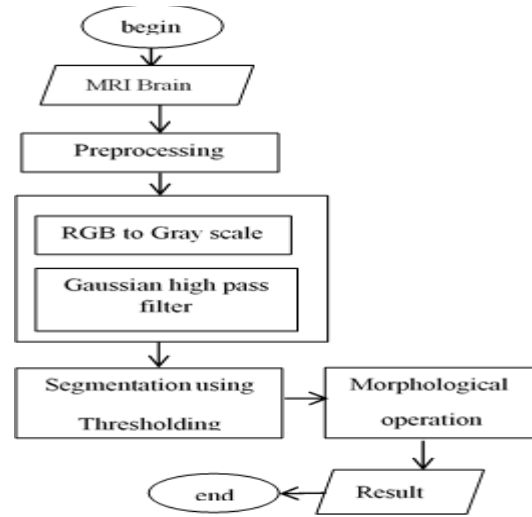 begin
MRI Brain
Preprocessing
RGB to Gray scale
Gaussian high pass
filter
Segmentation using
Thresholding
Morphological
operation
Result
end